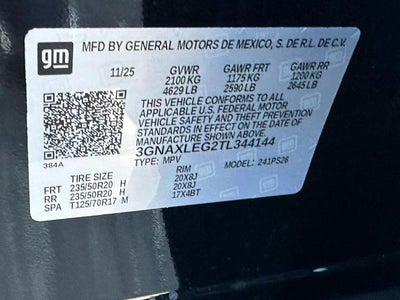 gm MFD BY GENERAL MOTORS DE MEXICO, S. DE R.L. DE C.V.
11/25 GVWR GAWR FRT GAWR RR
2100 KG 1175 KG 1200 KG
4629 LB 2590 LB 2645 LB
THIS VEHICLE CONFORMS TO ALL
APPLICABLE U.S. FEDERAL MOTOR
VEHICLE SAFETY AND THEFT PREVENTION
STANDARDS IN EFFECT ON THE DATE OF
MANUFACTURE SHOWN ABOVE.
3GNAXLEG2TL344144
384A TYPE: MPV MODEL: 241PS26
TIRE SIZE RIM
FRT 235/50R20 H 20X8J
RR 235/50R20 H 20X8J
SPA T125/70R17 M 17X4BT